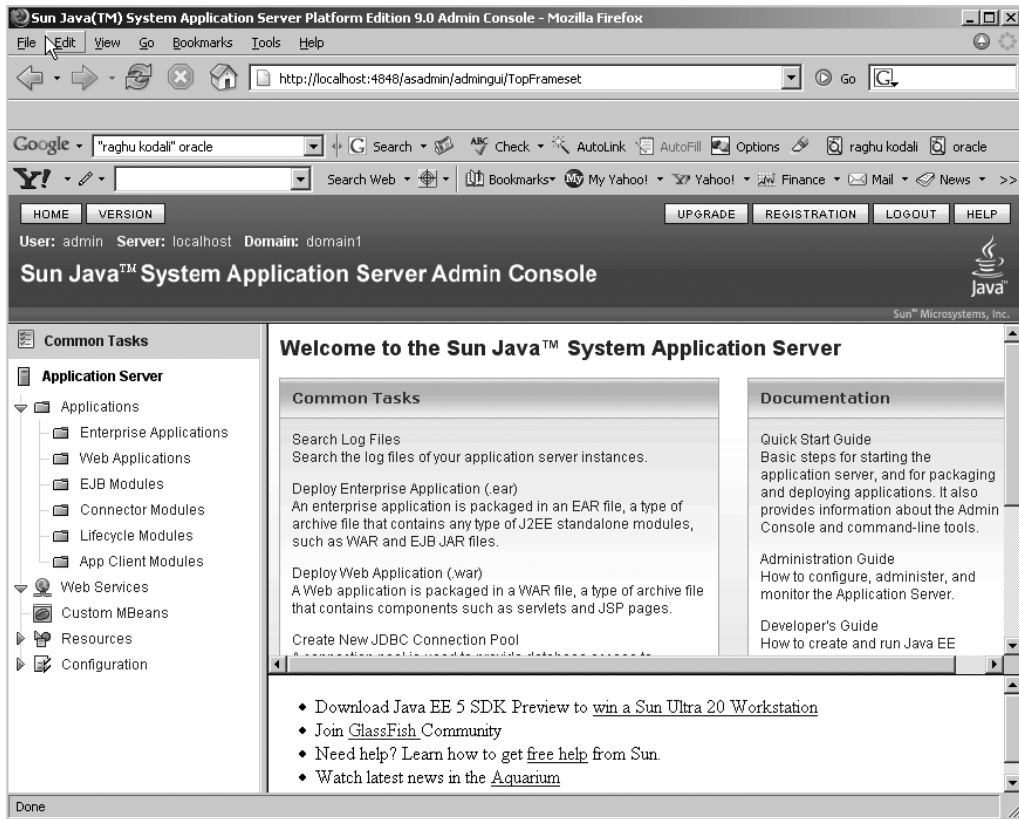 Sun Java(TM) System Application Server Platform Edition 9.0 Admin Console - Mozilla Firefox
File Edit View Go Bookmarks Tools Help
http://localhost:4848/asadmin/admingui/TopFrameset Go G
Google "raghu kodali" oracle G Search ABC Check AutoLink AutoFill Options raghu kodali oracle
Y! Search Web Bookmarks My My Yahoo! Y! Yahoo! Finance Mail News >>
HOME VERSION UPGRADE REGISTRATION LOGOUT HELP
User: admin Server: localhost Domain: domain1
Sun Java™ System Application Server Admin Console
Java™
Sun™ Microsystems, Inc.
Common Tasks
Application Server
Applications
Enterprise Applications
Web Applications
EJB Modules
Connector Modules
Lifecycle Modules
App Client Modules
Web Services
Custom MBeans
Resources
Configuration
Welcome to the Sun Java™ System Application Server
Common Tasks
Search Log Files
Search the log files of your application server instances.
Deploy Enterprise Application (.ear)
An enterprise application is packaged in an EAR file, a type of
archive file that contains any type of J2EE standalone modules,
such as WAR and EJB JAR files.
Deploy Web Application (.war)
A Web application is packaged in a WAR file, a type of archive file
that contains components such as servlets and JSP pages.
Create New JDBC Connection Pool
Documentation
Quick Start Guide
Basic steps for starting the
application server, and for packaging
and deploying applications. It also
provides information about the Admin
Console and command-line tools.
Administration Guide
How to configure, administer, and
monitor the Application Server.
Developer's Guide
How to create and run Java EE
• Download Java EE 5 SDK Preview to win a Sun Ultra 20 Workstation
• Join GlassFish Community
• Need help? Learn how to get free help from Sun.
• Watch latest news in the Aquarium
Done